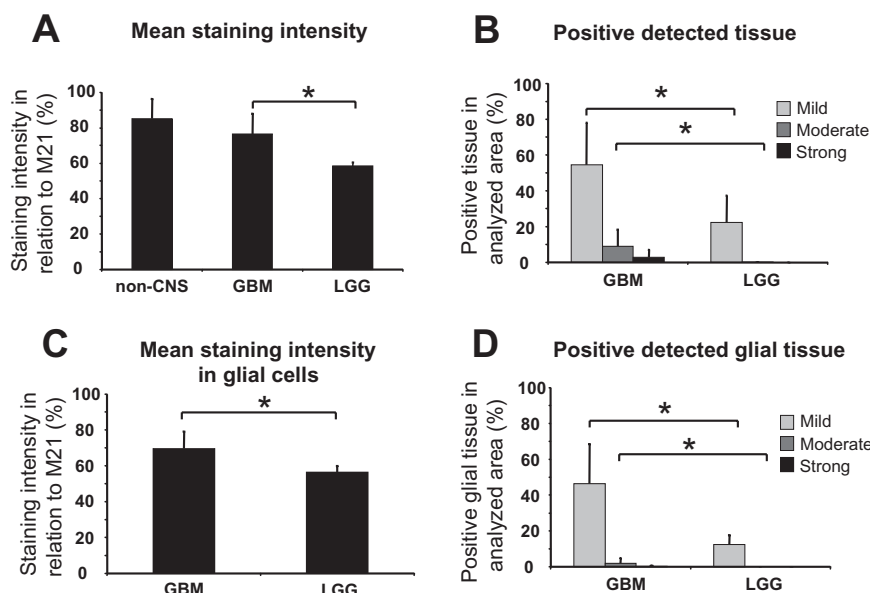 A
Mean staining intensity
Staining intensity in
relation to M21 (%)
100
80
60
40
20
0
*
non-CNS GBM LGG
B
Positive detected tissue
Positive tissue in
analyzed area (%)
100
80
60
40
20
0
*
*
Mild
Moderate
Strong
GBM LGG
C
Mean staining intensity
in glial cells
Staining intensity in
relation to M21 (%)
100
80
60
40
20
0
*
GBM LGG
D
Positive detected glial tissue
Positive glial tissue in
analyzed area (%)
100
80
60
40
20
0
*
*
Mild
Moderate
Strong
GBM LGG